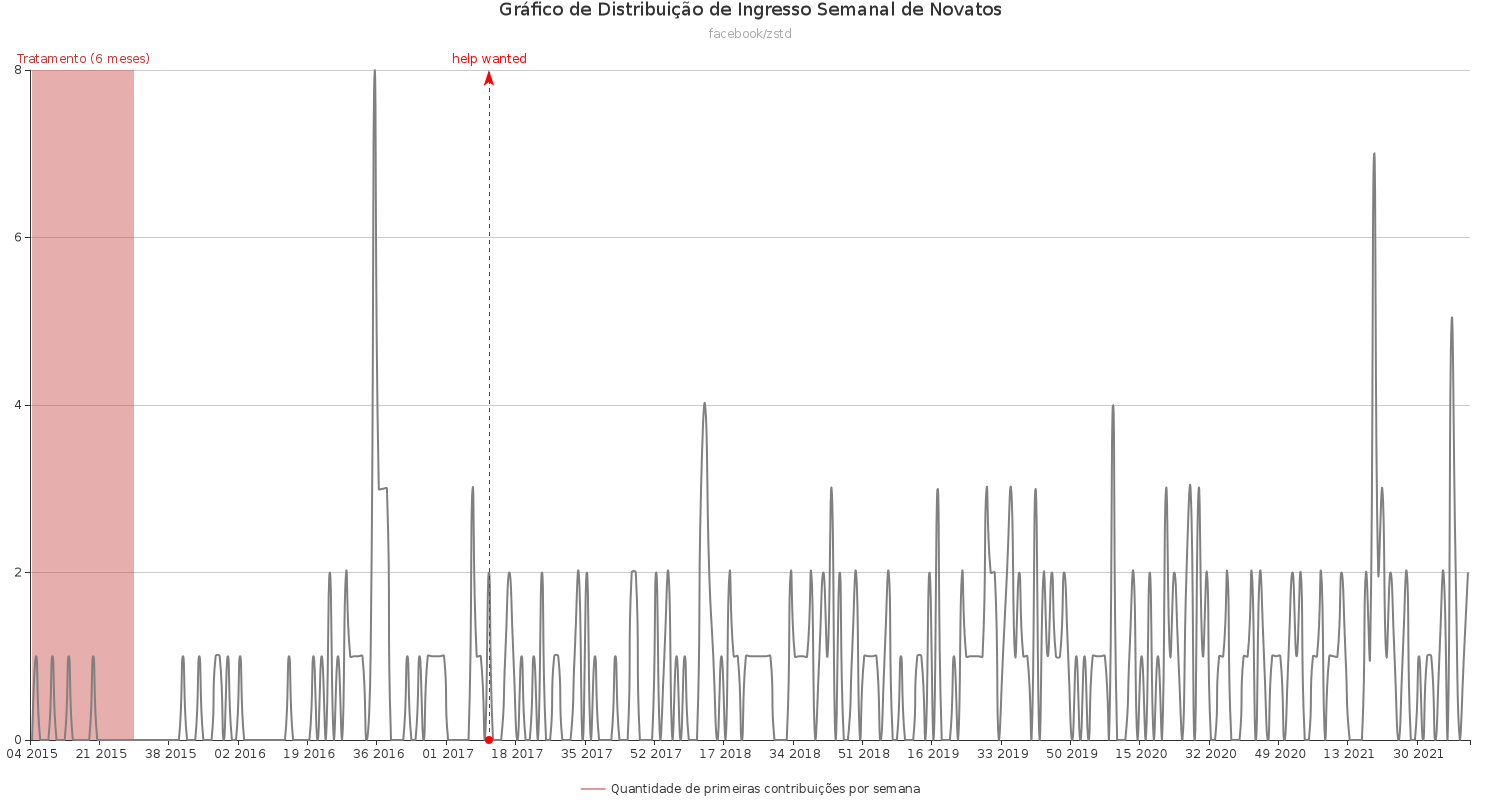 Gráfico de Distribuição de Ingresso Semanal de Novatos
facebook/zstd
Tratamento (6 meses)
help wanted
8
6
4
2
0
04 2015 21 2015 38 2015 02 2016 19 2016 36 2016 01 2017 18 2017 35 2017 52 2017 17 2018 34 2018 51 2018 16 2019 33 2019 50 2019 15 2020 32 2020 49 2020 13 2021 30 2021
Quantidade de primeiras contribuições por semana